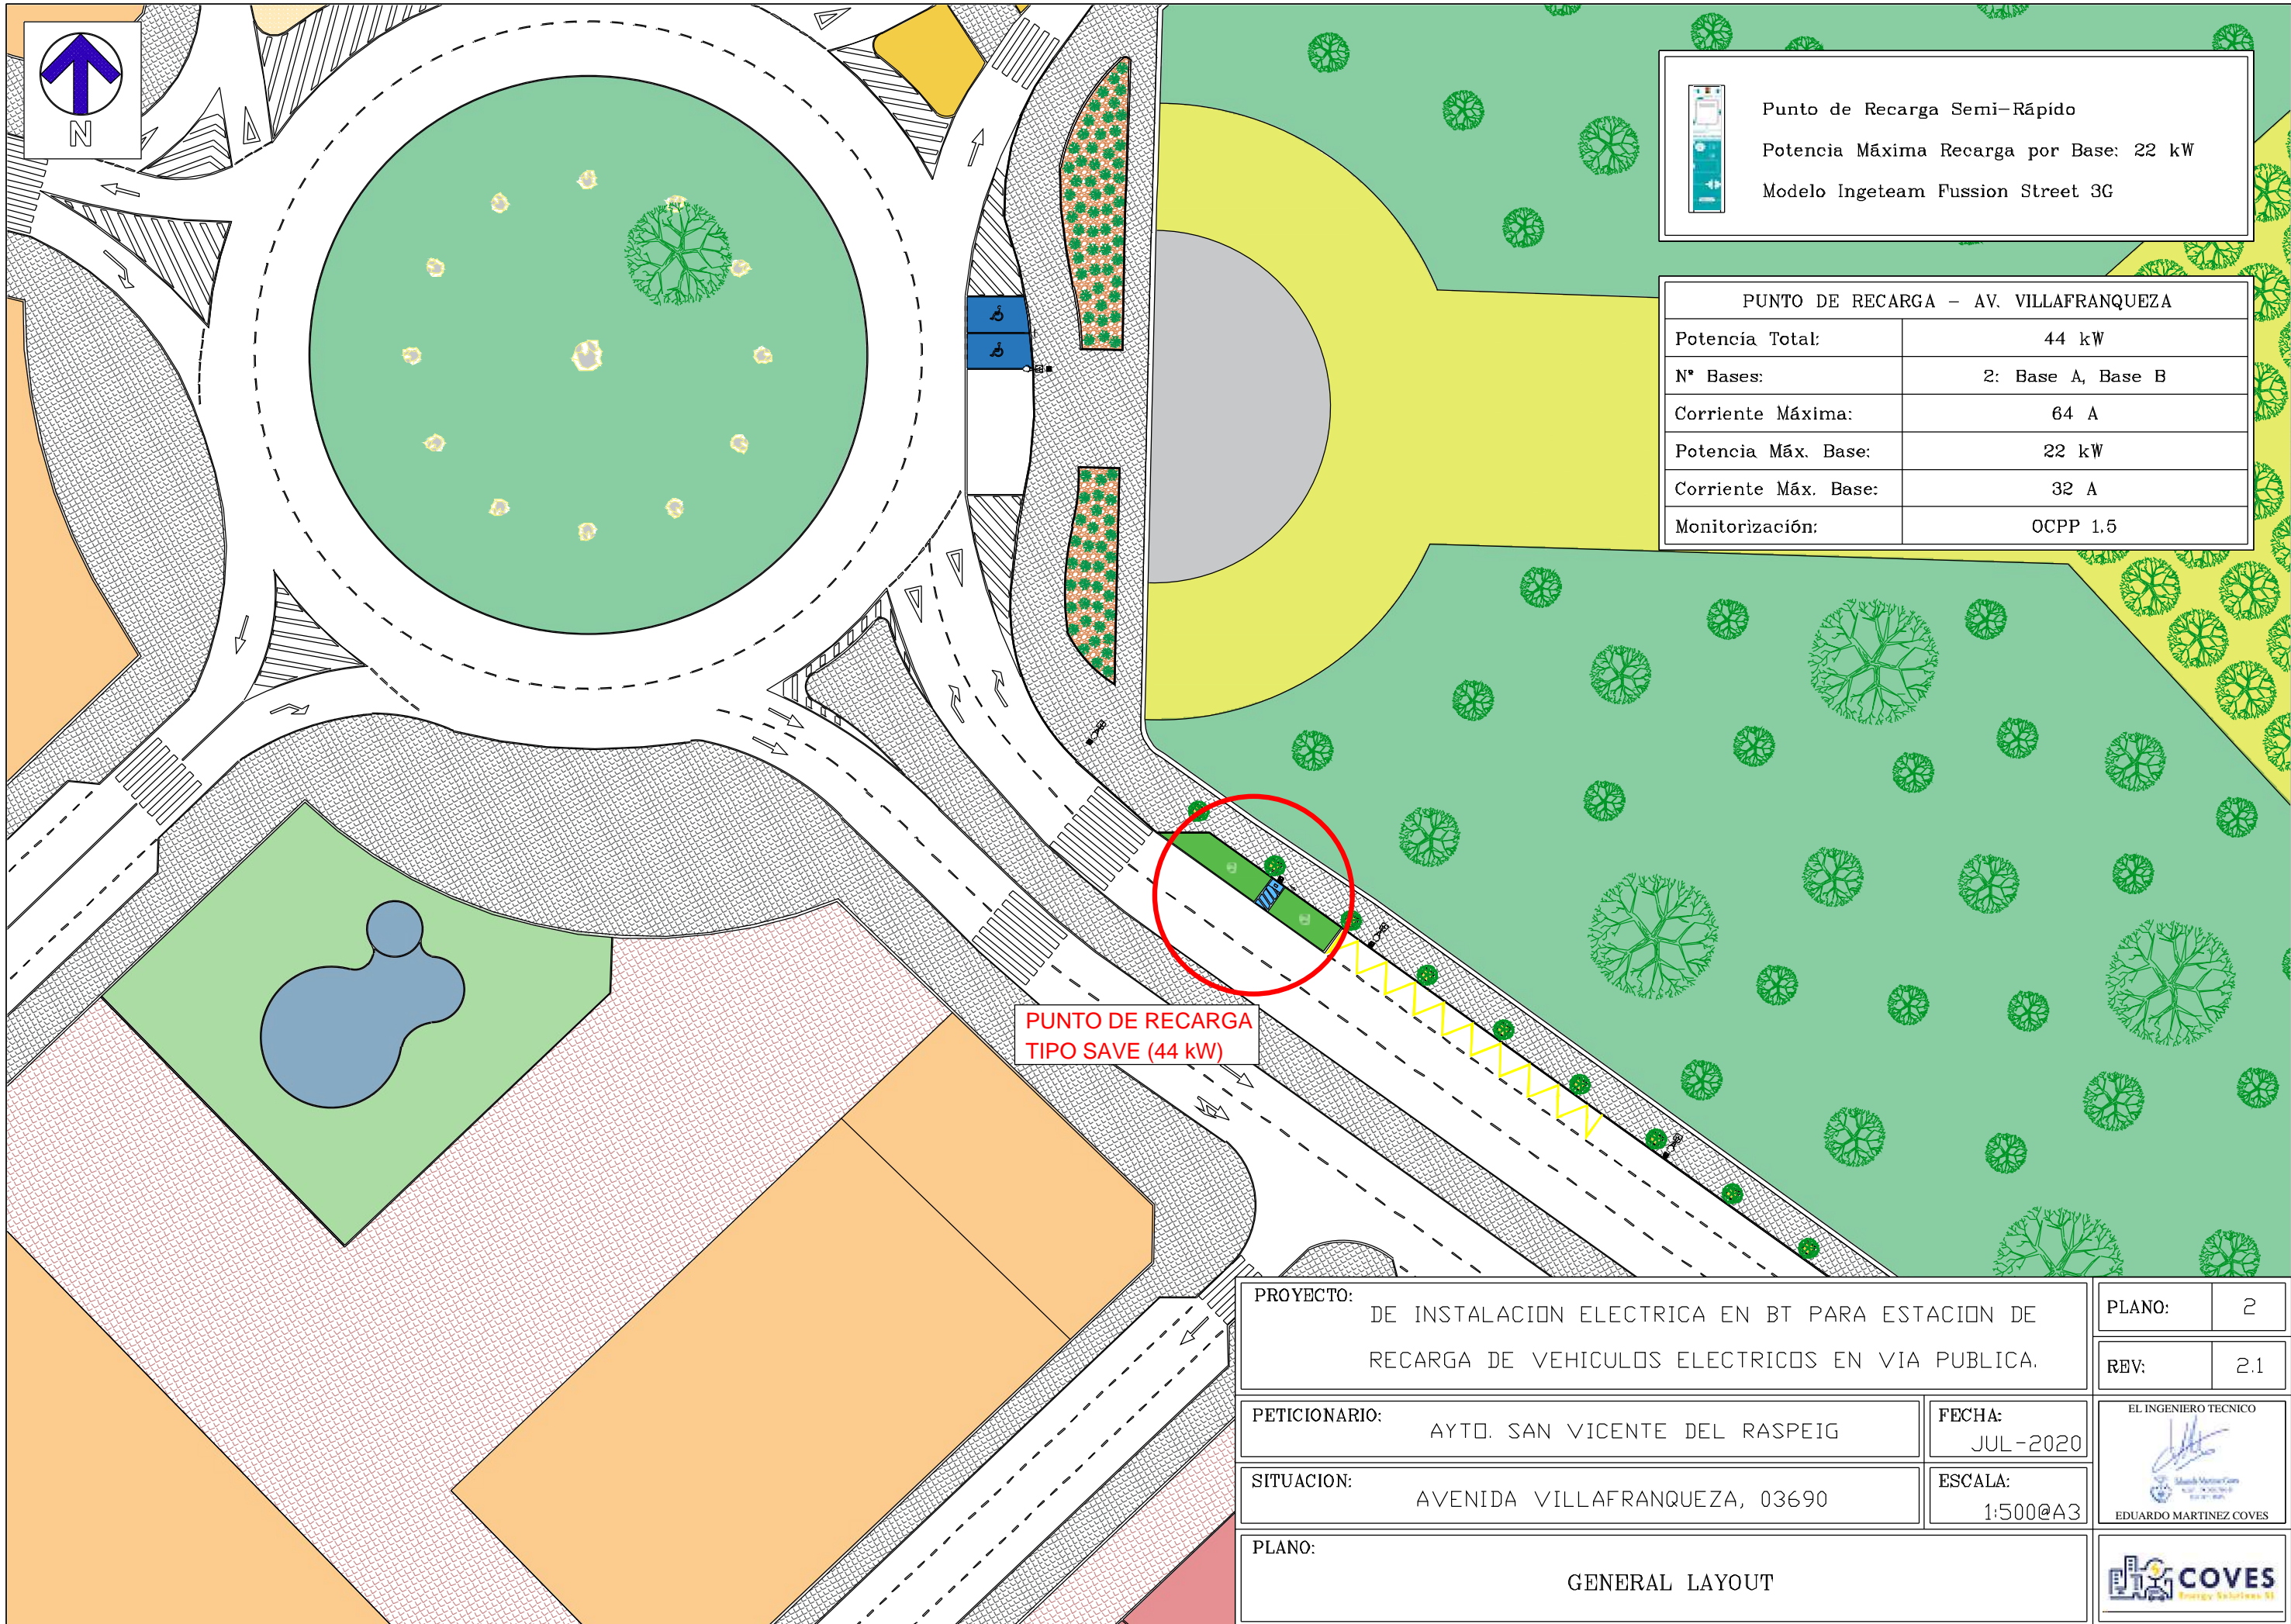 N
Punto de Recarga Semi-Rápido
Potencia Máxima Recarga por Base: 22 kW
Modelo Ingeteam Fussion Street 3G
PUNTO DE RECARGA - AV. VILLAFRANQUEZA
Potencia Total: 44 kW
Nº Bases: 2: Base A, Base B
Corriente Máxima: 64 A
Potencia Máx. Base: 22 kW
Corriente Máx. Base: 32 A
Monitorización: OCPP 1.5
PUNTO DE RECARGA
TIPO SAVE (44 kW)
PROYECTO:
DE INSTALACION ELECTRICA EN BT PARA ESTACION DE
RECARGA DE VEHICULOS ELECTRICOS EN VIA PUBLICA.
PLANO: 2
REV: 2.1
PETICIONARIO: AYTO. SAN VICENTE DEL RASPEIG
FECHA:
JUL-2020
EL INGENIERO TECNICO
EDUARDO MARTINEZ COVES
SITUACION: AVENIDA VILLAFRANQUEZA, 03690
ESCALA:
1:500@A3
PLANO:
GENERAL LAYOUT
COVES
Energy Solutions SL